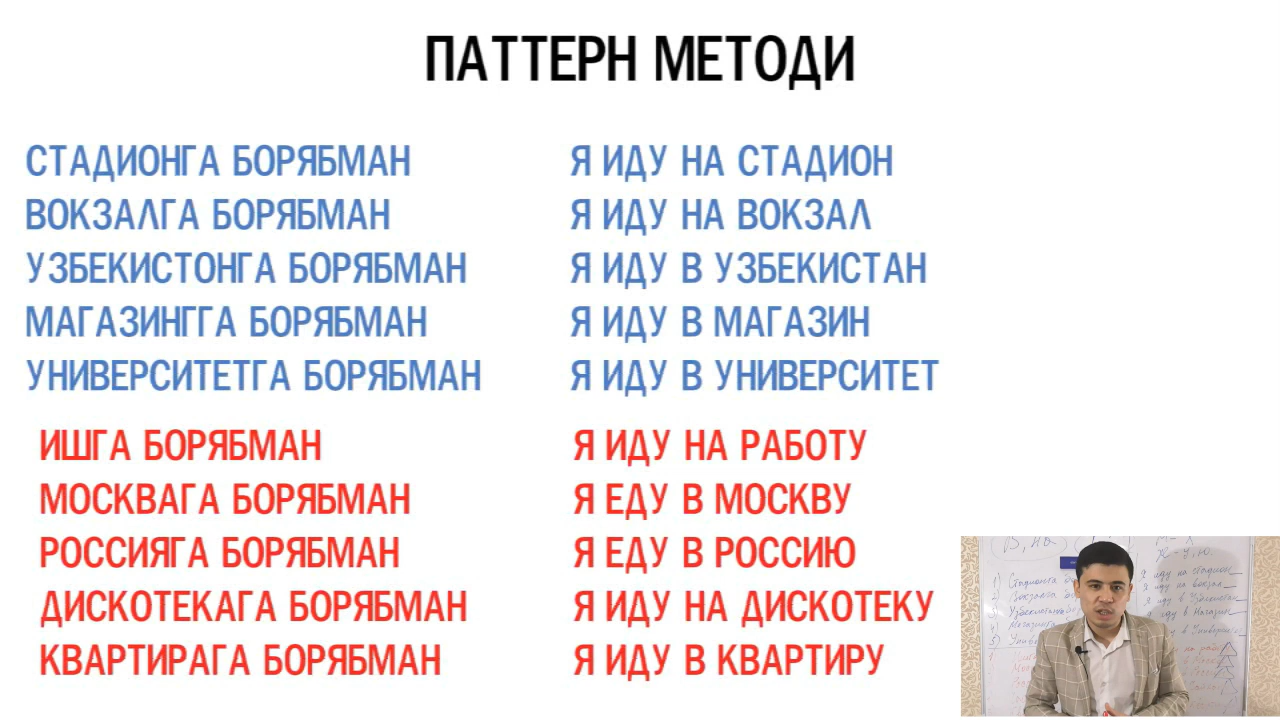 ПАТТЕРН МЕТОДИ
СТАДИОНГА БОРЯБМАН
Я ИДУ НА СТАДИОН
ВОКЗАЛГА БОРЯБМАН
Я ИДУ НА ВОКЗАЛ
УЗБЕКИСТОНГА БОРЯБМАН
Я ИДУ В УЗБЕКИСТАН
МАГАЗИНГГА БОРЯБМАН
Я ИДУ В МАГАЗИН
УНИВЕРСИТЕТГА БОРЯБМАН
Я ИДУ В УНИВЕРСИТЕТ
ИШГА БОРЯБМАН
Я ИДУ НА РАБОТУ
МОСКВАГА БОРЯБМАН
Я ЕДУ В МОСКВУ
РОССИЯГА БОРЯБМАН
Я ЕДУ В РОССИЮ
ДИСКОТЕКАГА БОРЯБМАН
Я ИДУ НА ДИСКОТЕКУ
КВАРТИРАГА БОРЯБМАН
Я ИДУ В КВАРТИРУ